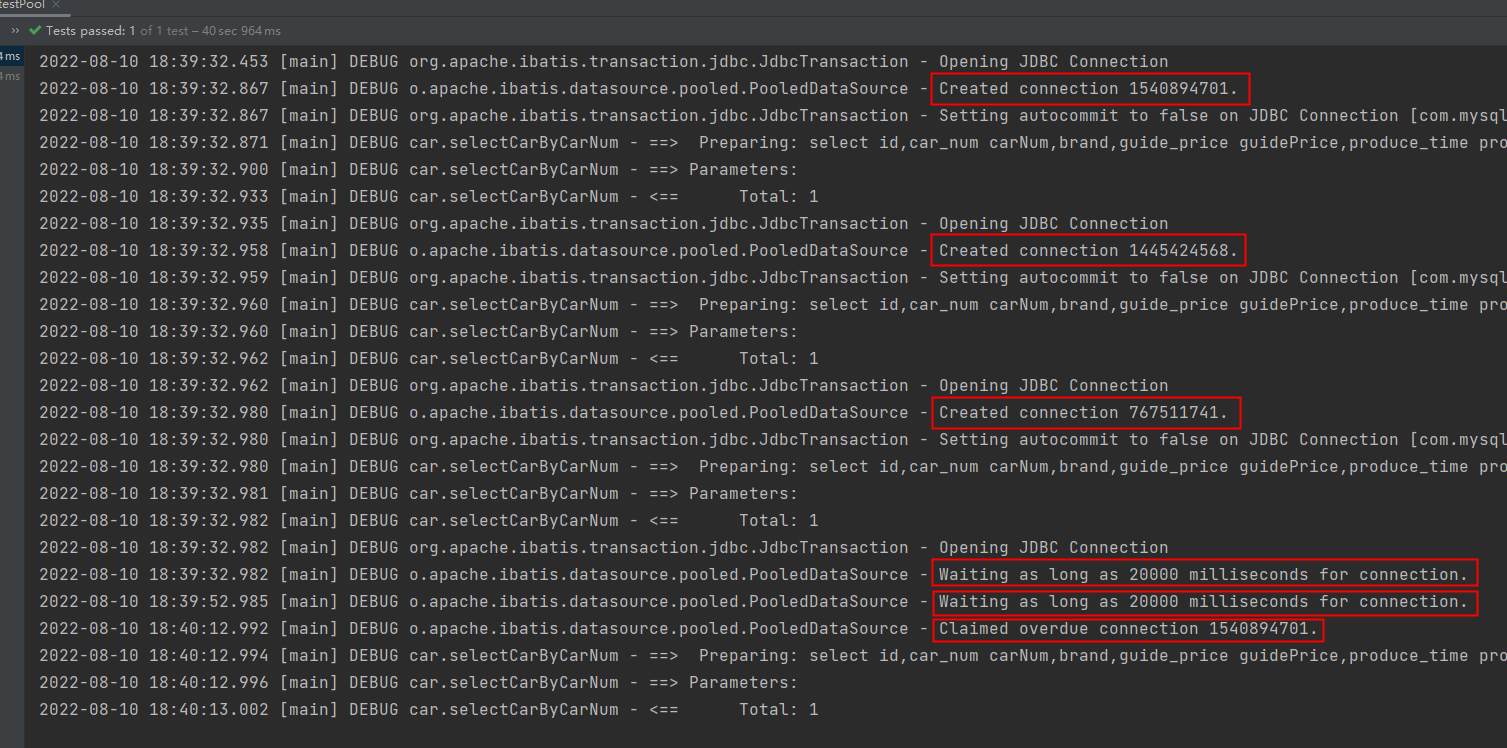 testPool ×
» ✔ Tests passed: 1 of 1 test – 40 sec 964 ms
4 ms
4 ms
2022-08-10 18:39:32.453 [main] DEBUG org.apache.ibatis.transaction.jdbc.JdbcTransaction - Opening JDBC Connection
2022-08-10 18:39:32.867 [main] DEBUG o.apache.ibatis.datasource.pooled.PooledDataSource - Created connection 1540894701.
2022-08-10 18:39:32.867 [main] DEBUG org.apache.ibatis.transaction.jdbc.JdbcTransaction - Setting autocommit to false on JDBC Connection [com.mysql
2022-08-10 18:39:32.871 [main] DEBUG car.selectCarByCarNum - ==>  Preparing: select id,car_num carNum,brand,guide_price guidePrice,produce_time pro
2022-08-10 18:39:32.900 [main] DEBUG car.selectCarByCarNum - ==> Parameters:
2022-08-10 18:39:32.933 [main] DEBUG car.selectCarByCarNum - <==      Total: 1
2022-08-10 18:39:32.935 [main] DEBUG org.apache.ibatis.transaction.jdbc.JdbcTransaction - Opening JDBC Connection
2022-08-10 18:39:32.958 [main] DEBUG o.apache.ibatis.datasource.pooled.PooledDataSource - Created connection 1445424568.
2022-08-10 18:39:32.959 [main] DEBUG org.apache.ibatis.transaction.jdbc.JdbcTransaction - Setting autocommit to false on JDBC Connection [com.mysql
2022-08-10 18:39:32.960 [main] DEBUG car.selectCarByCarNum - ==>  Preparing: select id,car_num carNum,brand,guide_price guidePrice,produce_time pro
2022-08-10 18:39:32.960 [main] DEBUG car.selectCarByCarNum - ==> Parameters:
2022-08-10 18:39:32.962 [main] DEBUG car.selectCarByCarNum - <==      Total: 1
2022-08-10 18:39:32.962 [main] DEBUG org.apache.ibatis.transaction.jdbc.JdbcTransaction - Opening JDBC Connection
2022-08-10 18:39:32.980 [main] DEBUG o.apache.ibatis.datasource.pooled.PooledDataSource - Created connection 767511741.
2022-08-10 18:39:32.980 [main] DEBUG org.apache.ibatis.transaction.jdbc.JdbcTransaction - Setting autocommit to false on JDBC Connection [com.mysql
2022-08-10 18:39:32.980 [main] DEBUG car.selectCarByCarNum - ==>  Preparing: select id,car_num carNum,brand,guide_price guidePrice,produce_time pro
2022-08-10 18:39:32.981 [main] DEBUG car.selectCarByCarNum - ==> Parameters:
2022-08-10 18:39:32.982 [main] DEBUG car.selectCarByCarNum - <==      Total: 1
2022-08-10 18:39:32.982 [main] DEBUG org.apache.ibatis.transaction.jdbc.JdbcTransaction - Opening JDBC Connection
2022-08-10 18:39:32.982 [main] DEBUG o.apache.ibatis.datasource.pooled.PooledDataSource - Waiting as long as 20000 milliseconds for connection.
2022-08-10 18:39:52.985 [main] DEBUG o.apache.ibatis.datasource.pooled.PooledDataSource - Waiting as long as 20000 milliseconds for connection.
2022-08-10 18:40:12.992 [main] DEBUG o.apache.ibatis.datasource.pooled.PooledDataSource - Claimed overdue connection 1540894701.
2022-08-10 18:40:12.994 [main] DEBUG car.selectCarByCarNum - ==>  Preparing: select id,car_num carNum,brand,guide_price guidePrice,produce_time pro
2022-08-10 18:40:12.996 [main] DEBUG car.selectCarByCarNum - ==> Parameters:
2022-08-10 18:40:13.002 [main] DEBUG car.selectCarByCarNum - <==      Total: 1